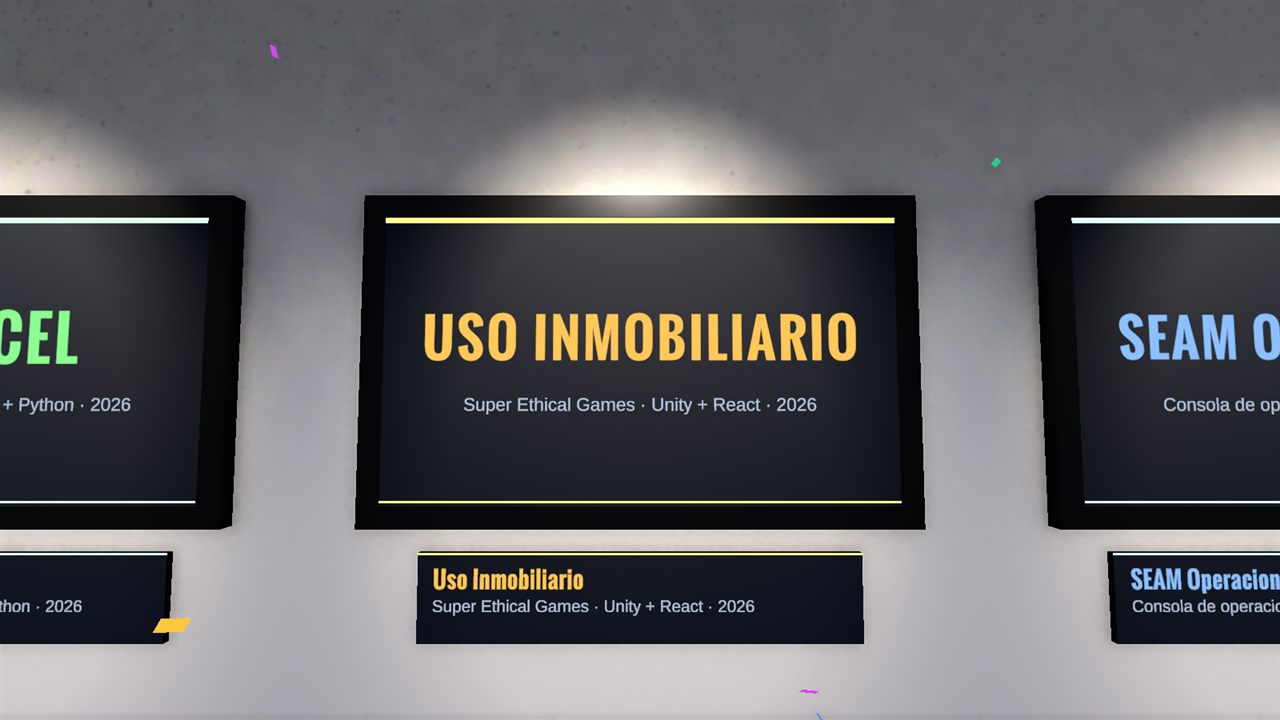 CEL
+ Python · 2026
thon · 2026
USO INMOBILIARIO
Super Ethical Games · Unity + React · 2026
Uso Inmobiliario
Super Ethical Games · Unity + React · 2026
SEAM O
Consola de op
SEAM Operacion
Consola de operacio